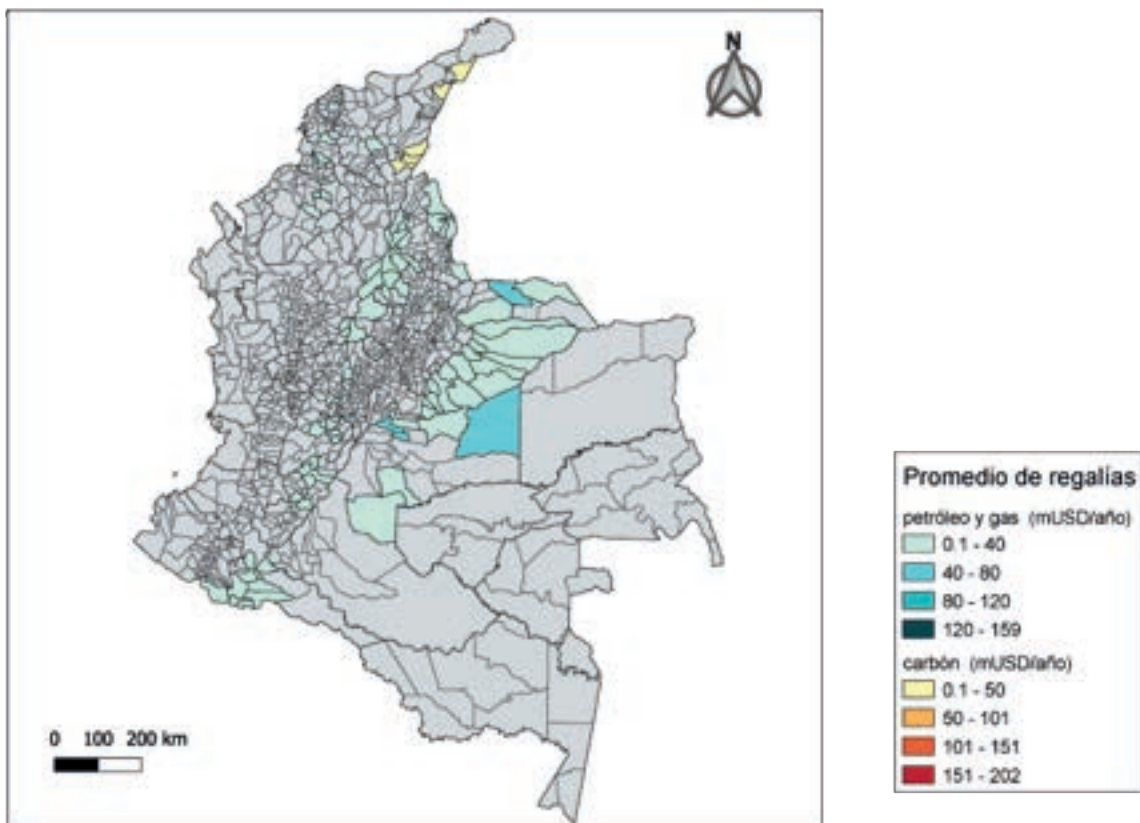 N
0 100 200 km
Promedio de regalías
petróleo y gas (mUSD/año)
0.1 - 40
40 - 80
80 - 120
120 - 159
carbón (mUSD/año)
0.1 - 50
50 - 101
101 - 151
151 - 202